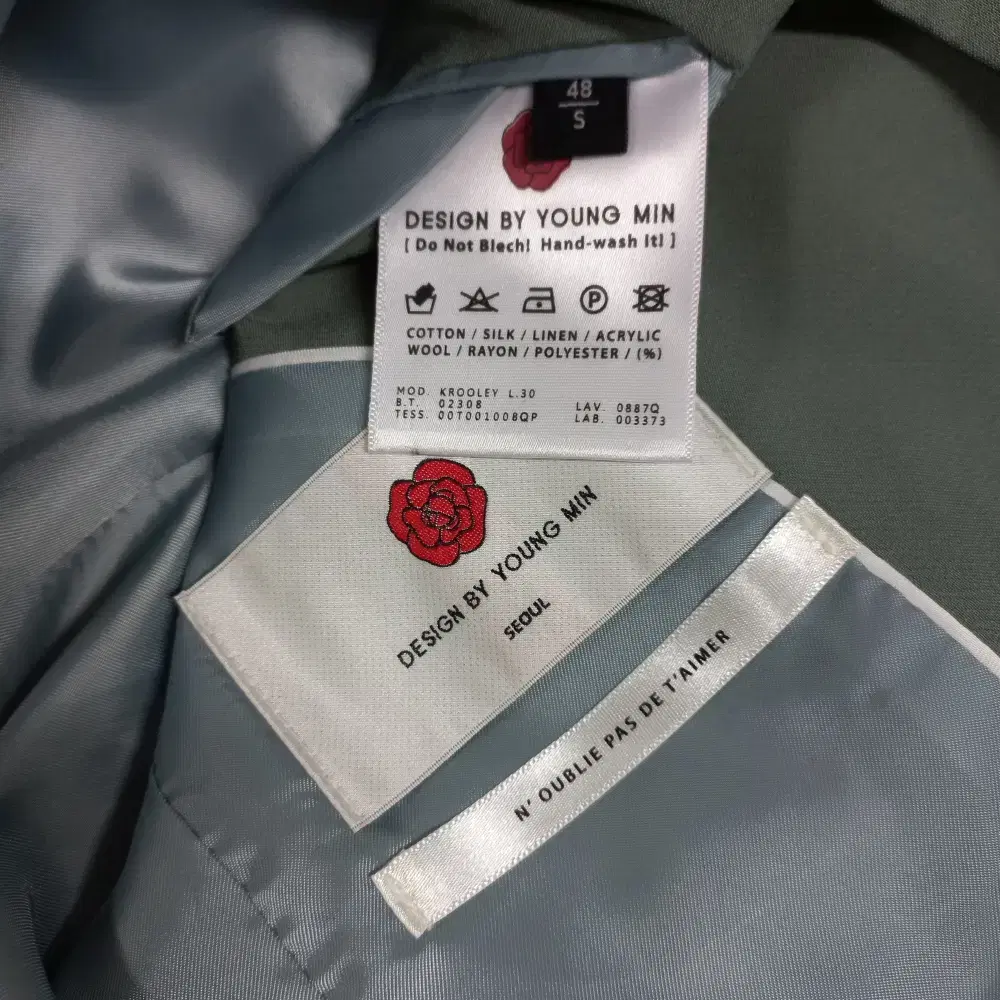 48
S
DESIGN BY YOUNG MIN
[ Do Not Blech! Hand-wash It! ]
P
COTTON / SILK / LINEN / ACRYLIC
WOOL / RAYON / POLYESTER / (%)
MOD. KROOLEY L.30
B.T. 02308
TESS. 00T001008QP
LAV. 0887Q
LAB. 003373
DESIGN BY YOUNG MIN
SEOUL
N' OUBLIE PAS DE T'AIMER